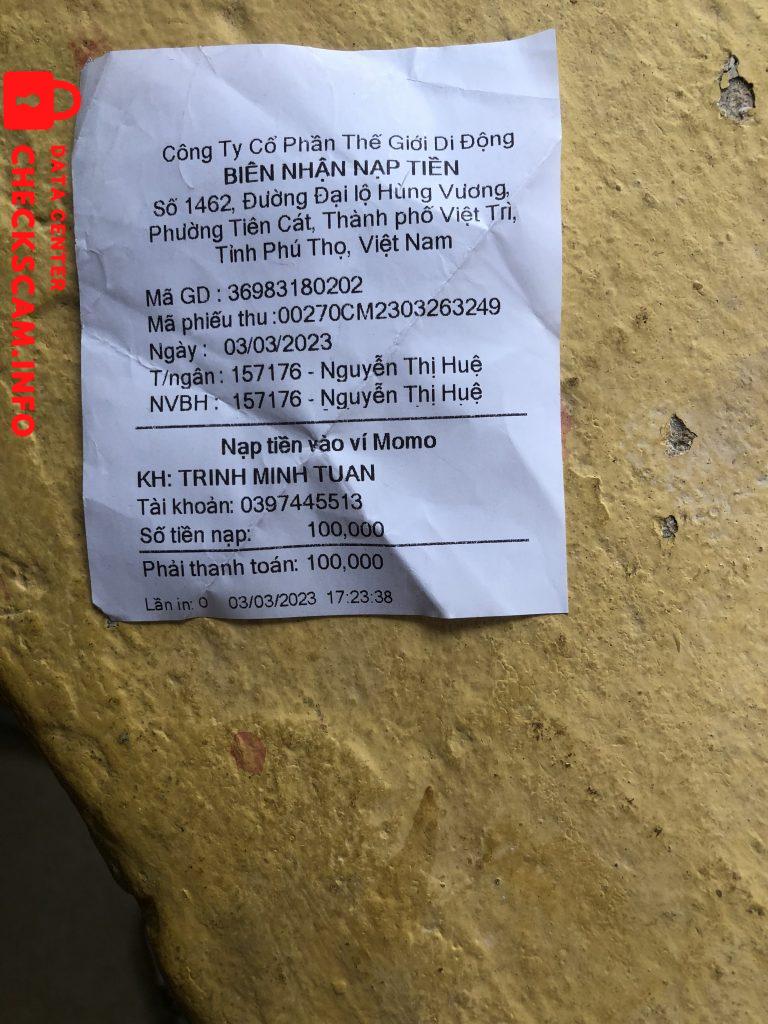 Công Ty Cổ Phần Thế Giới Di Động
BIÊN NHẬN NẠP TIỀN
Số 1462, Đường Đại lộ Hùng Vương,
Phường Tiên Cát, Thành phố Việt Trì,
Tỉnh Phú Thọ, Việt Nam
Mã GD : 36983180202
Mã phiếu thu :00270CM2303263249
Ngày : 03/03/2023
T/ngân : 157176 - Nguyễn Thị Huệ
NVBH : 157176 - Nguyễn Thị Huệ
Nạp tiền vào ví Momo
KH: TRINH MINH TUAN
Tài khoản: 0397445513
Số tiền nạp: 100,000
Phải thanh toán: 100,000
Lần in: 0 03/03/2023 17:23:38
DATA CENTER
CHECKSCAM.INFO